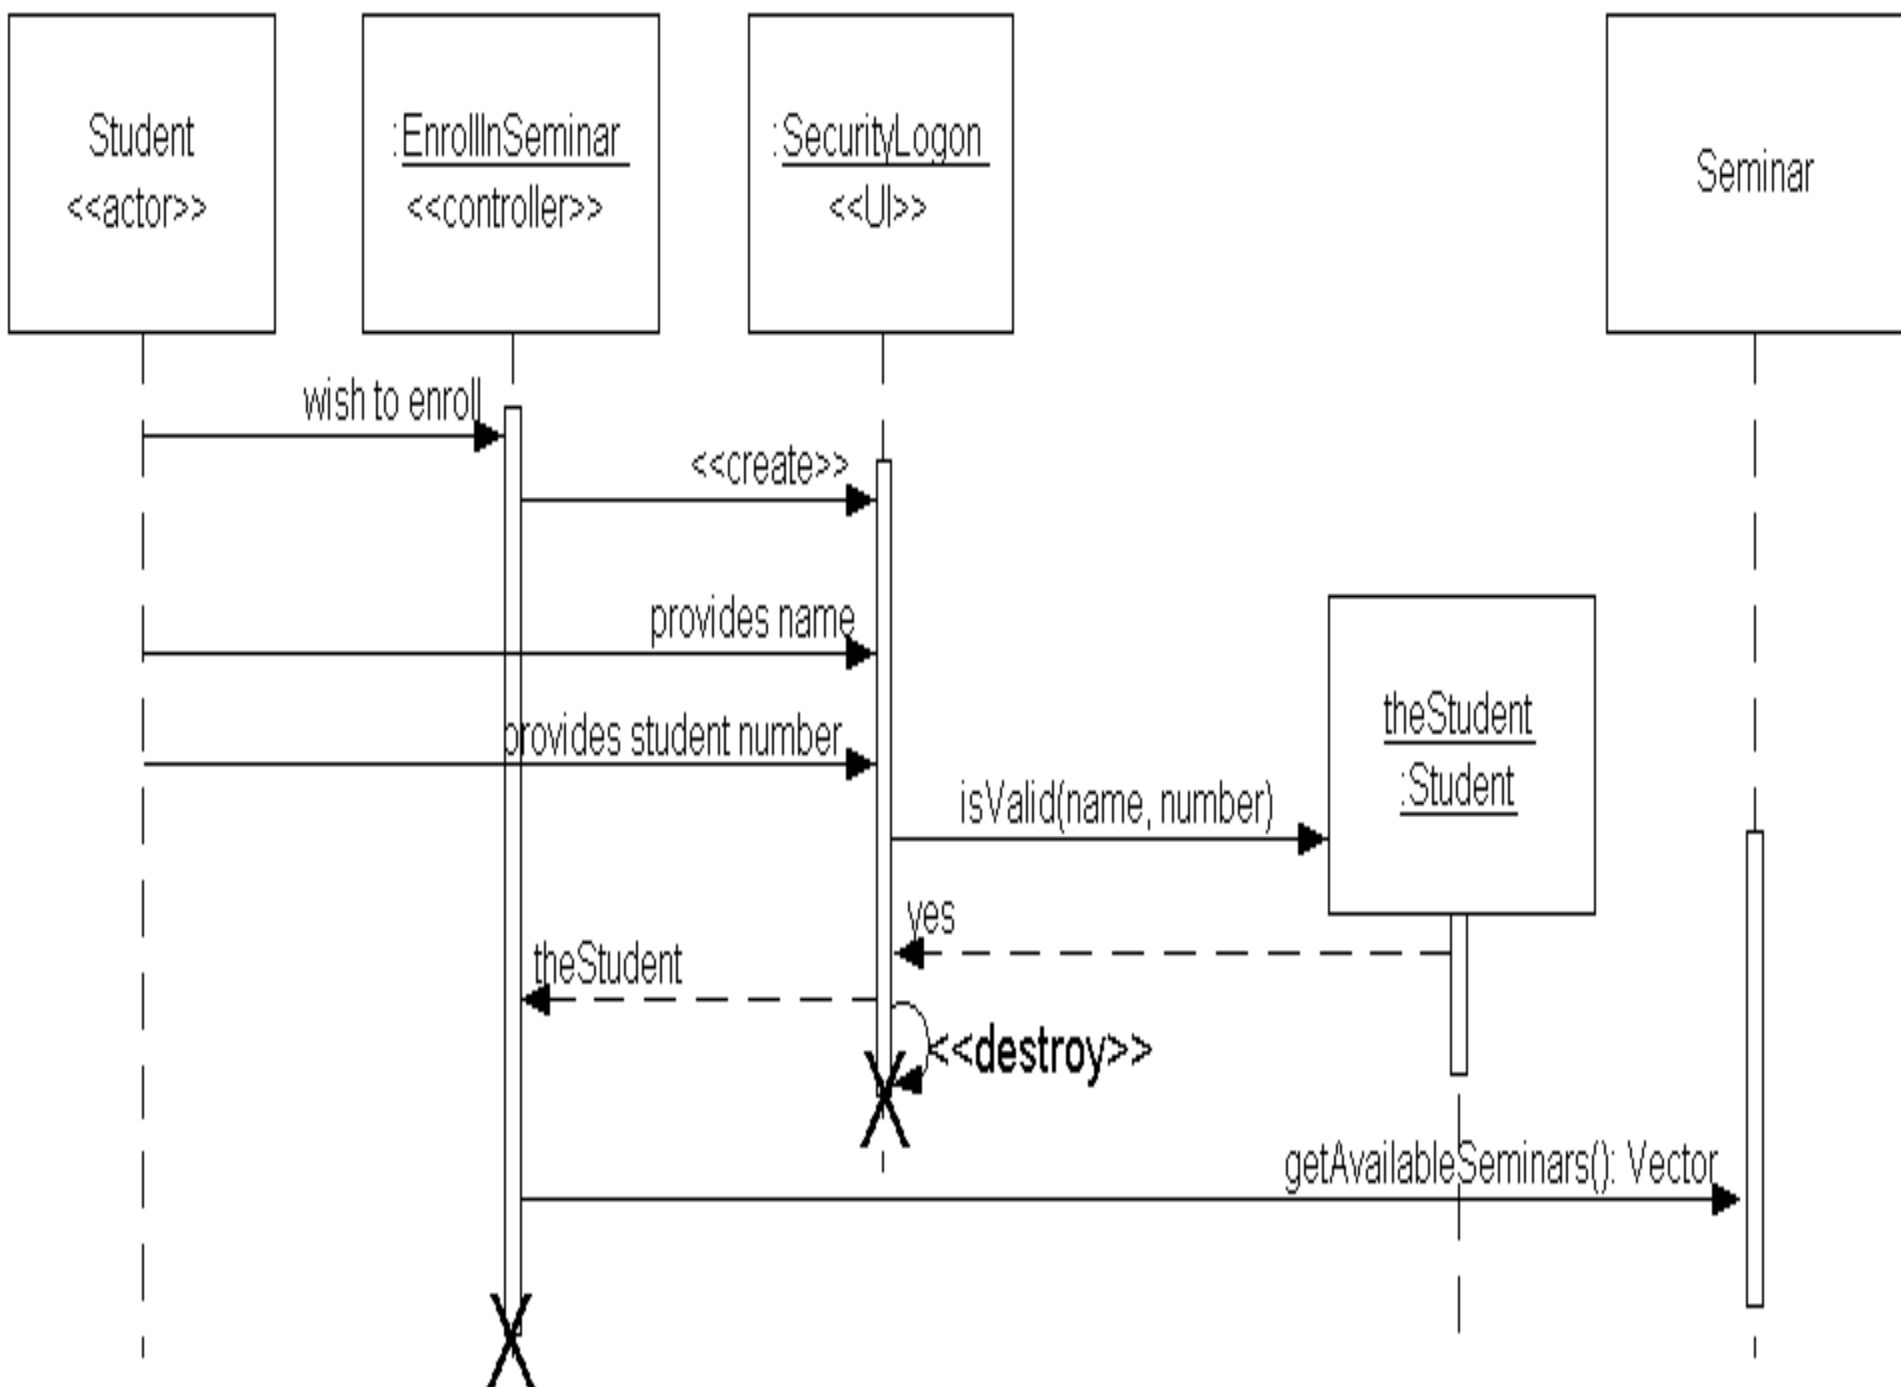 Student
<<actor>>
:EnrollInSeminar
<<controller>>
:SecurityLogon
<<UI>>
Seminar
wish to enroll
<<create>>
provides name
provides student number
theStudent
:Student
isValid(name, number)
yes
theStudent
<<destroy>>
getAvailableSeminars(): Vector